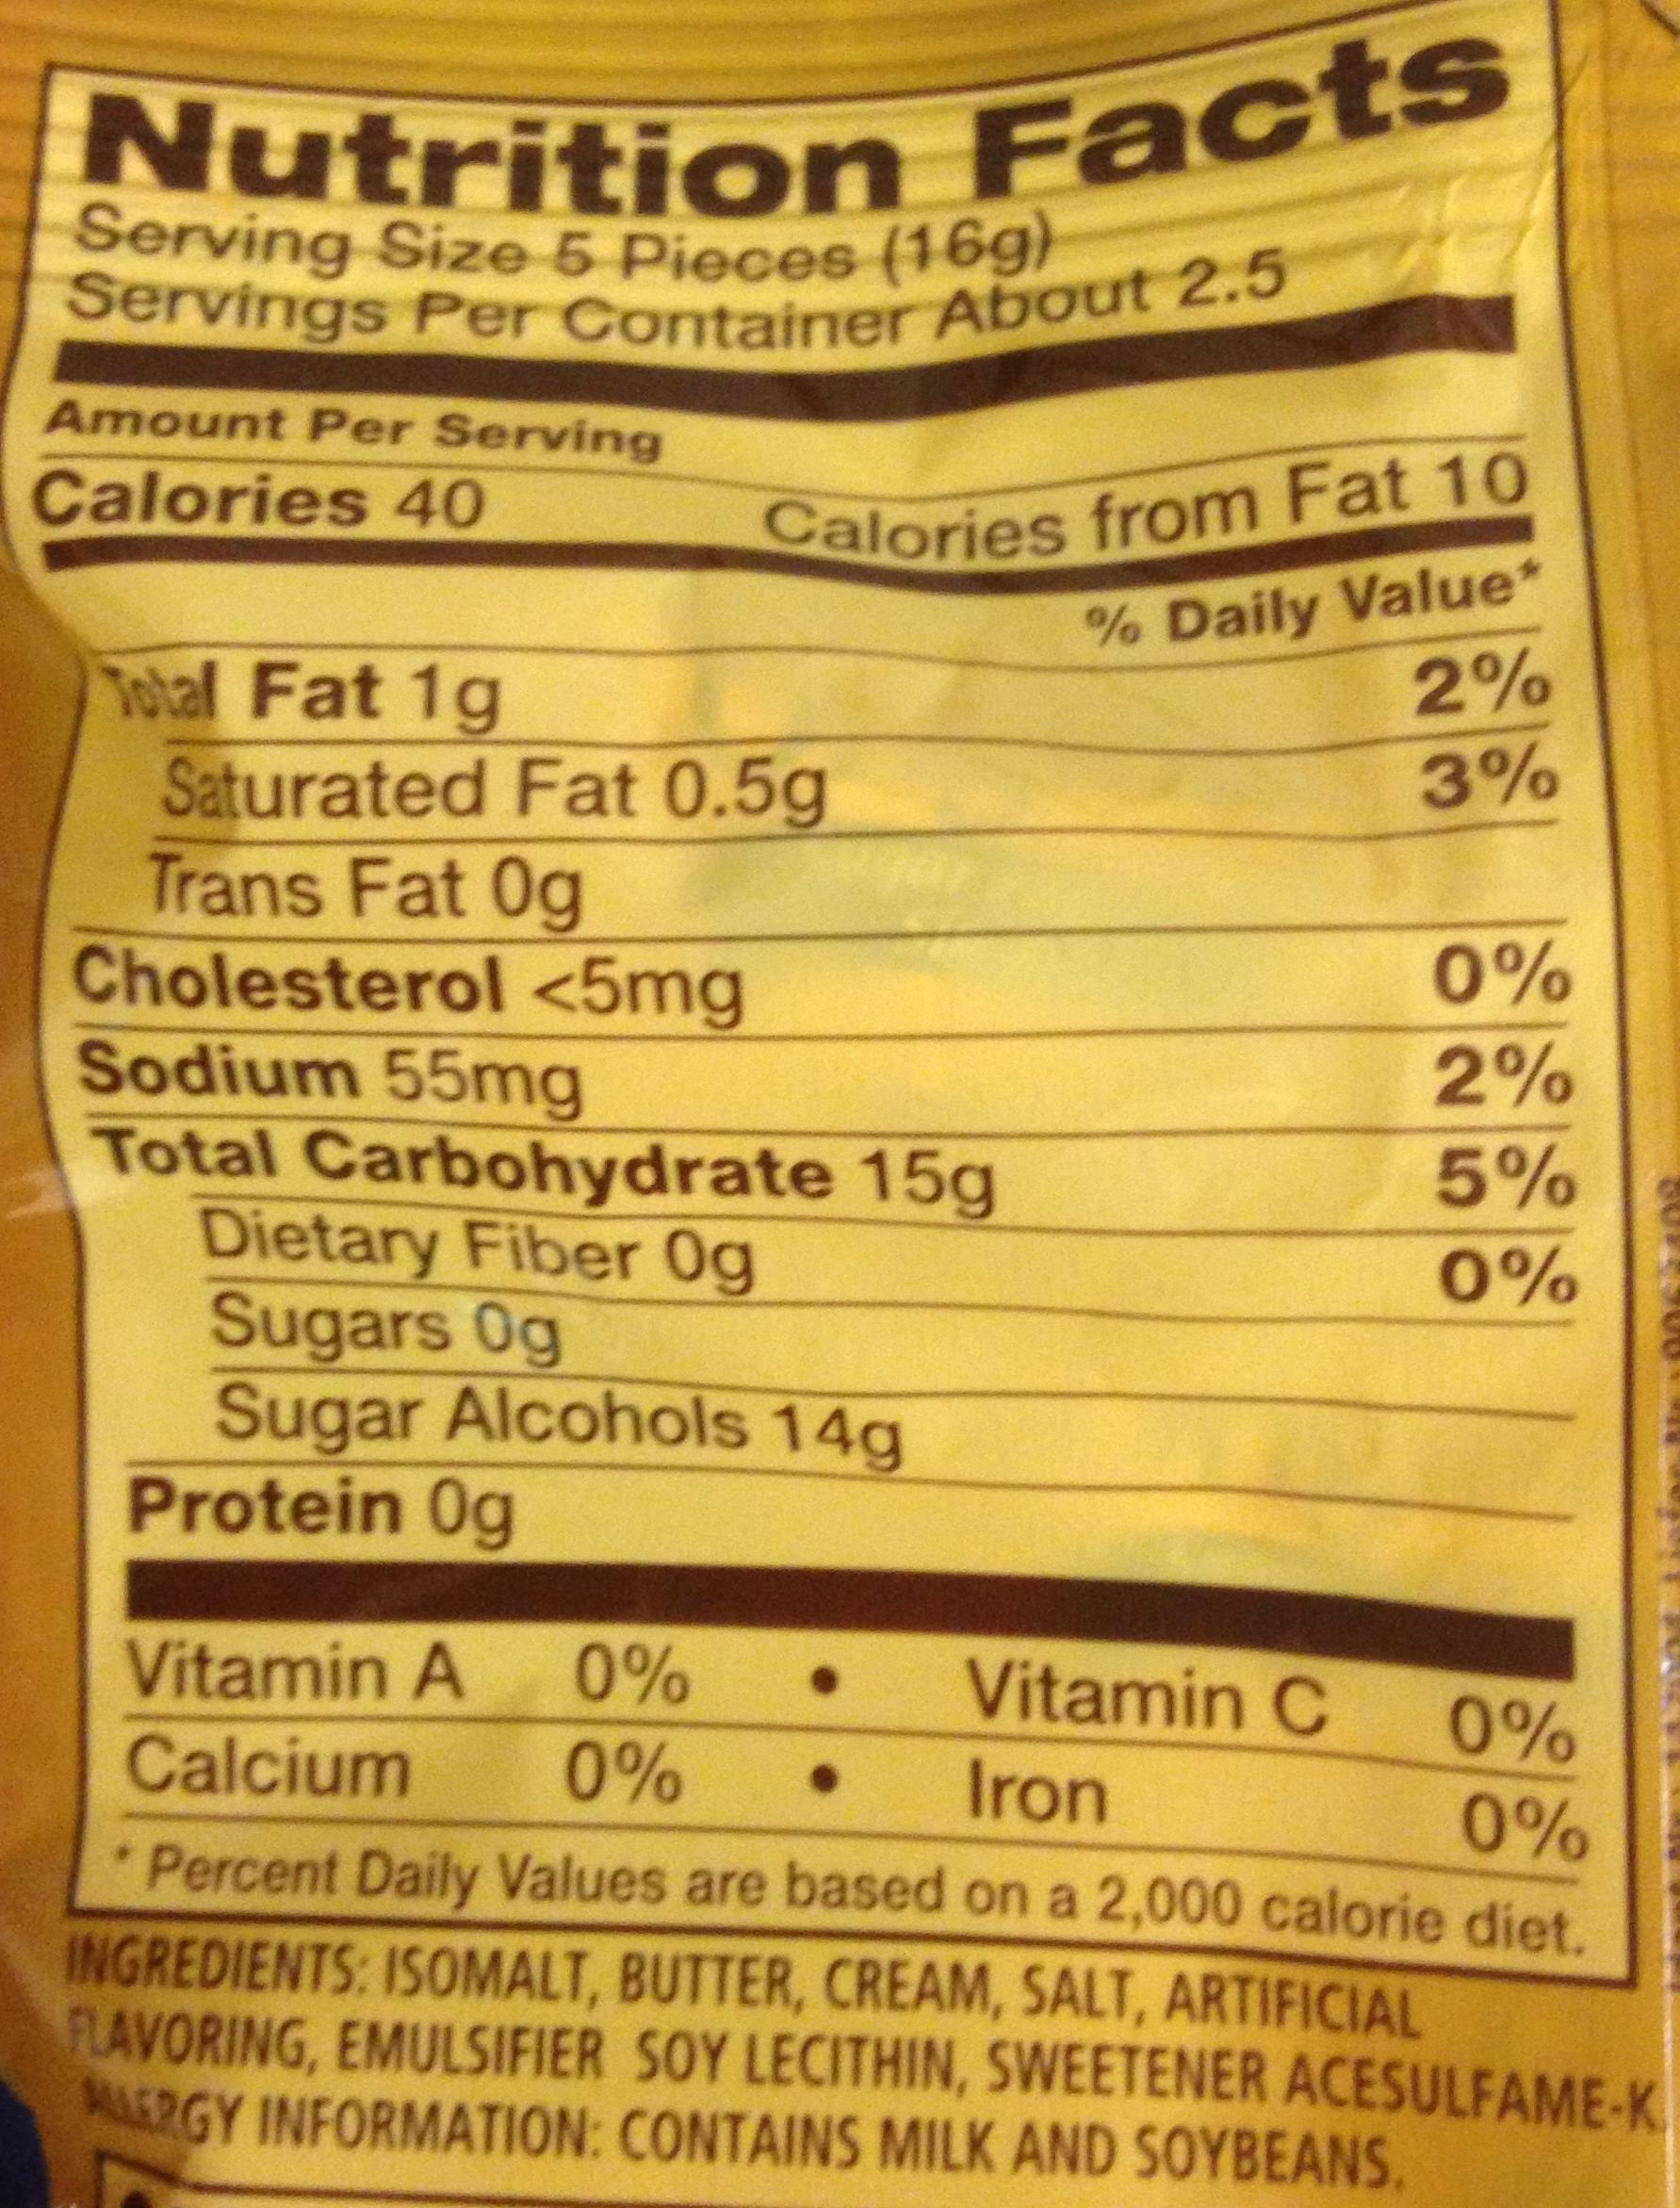 Nutrition Facts
Serving Size 5 Pieces (16g)
Servings Per Container About 2.5
Amount Per Serving
Calories 40 Calories from Fat 10
% Daily Value*
Total Fat 1g 2%
Saturated Fat 0.5g 3%
Trans Fat 0g
Cholesterol <5mg 0%
Sodium 55mg 2%
Total Carbohydrate 15g 5%
Dietary Fiber 0g 0%
Sugars 0g
Sugar Alcohols 14g
Protein 0g
Vitamin A 0% • Vitamin C 0%
Calcium 0% • Iron 0%
* Percent Daily Values are based on a 2,000 calorie diet.
INGREDIENTS: ISOMALT, BUTTER, CREAM, SALT, ARTIFICIAL
FLAVORING, EMULSIFIER SOY LECITHIN, SWEETENER ACESULFAME-K.
ALLERGY INFORMATION: CONTAINS MILK AND SOYBEANS.